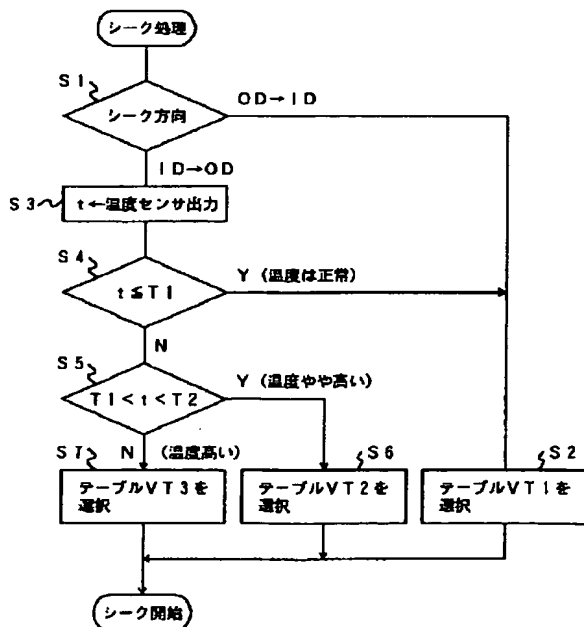 シーク処理
S1
OD→ID
シーク方向
ID→OD
S3
t←温度センサ出力
S4
Y (温度は正常)
t≦T1
N
S5
Y (温度やや高い)
T1<t<T2
S7
N (温度高い)
S6
S2
テーブルVT3を
選択
テーブルVT2を
選択
テーブルVT1を
選択
シーク開始